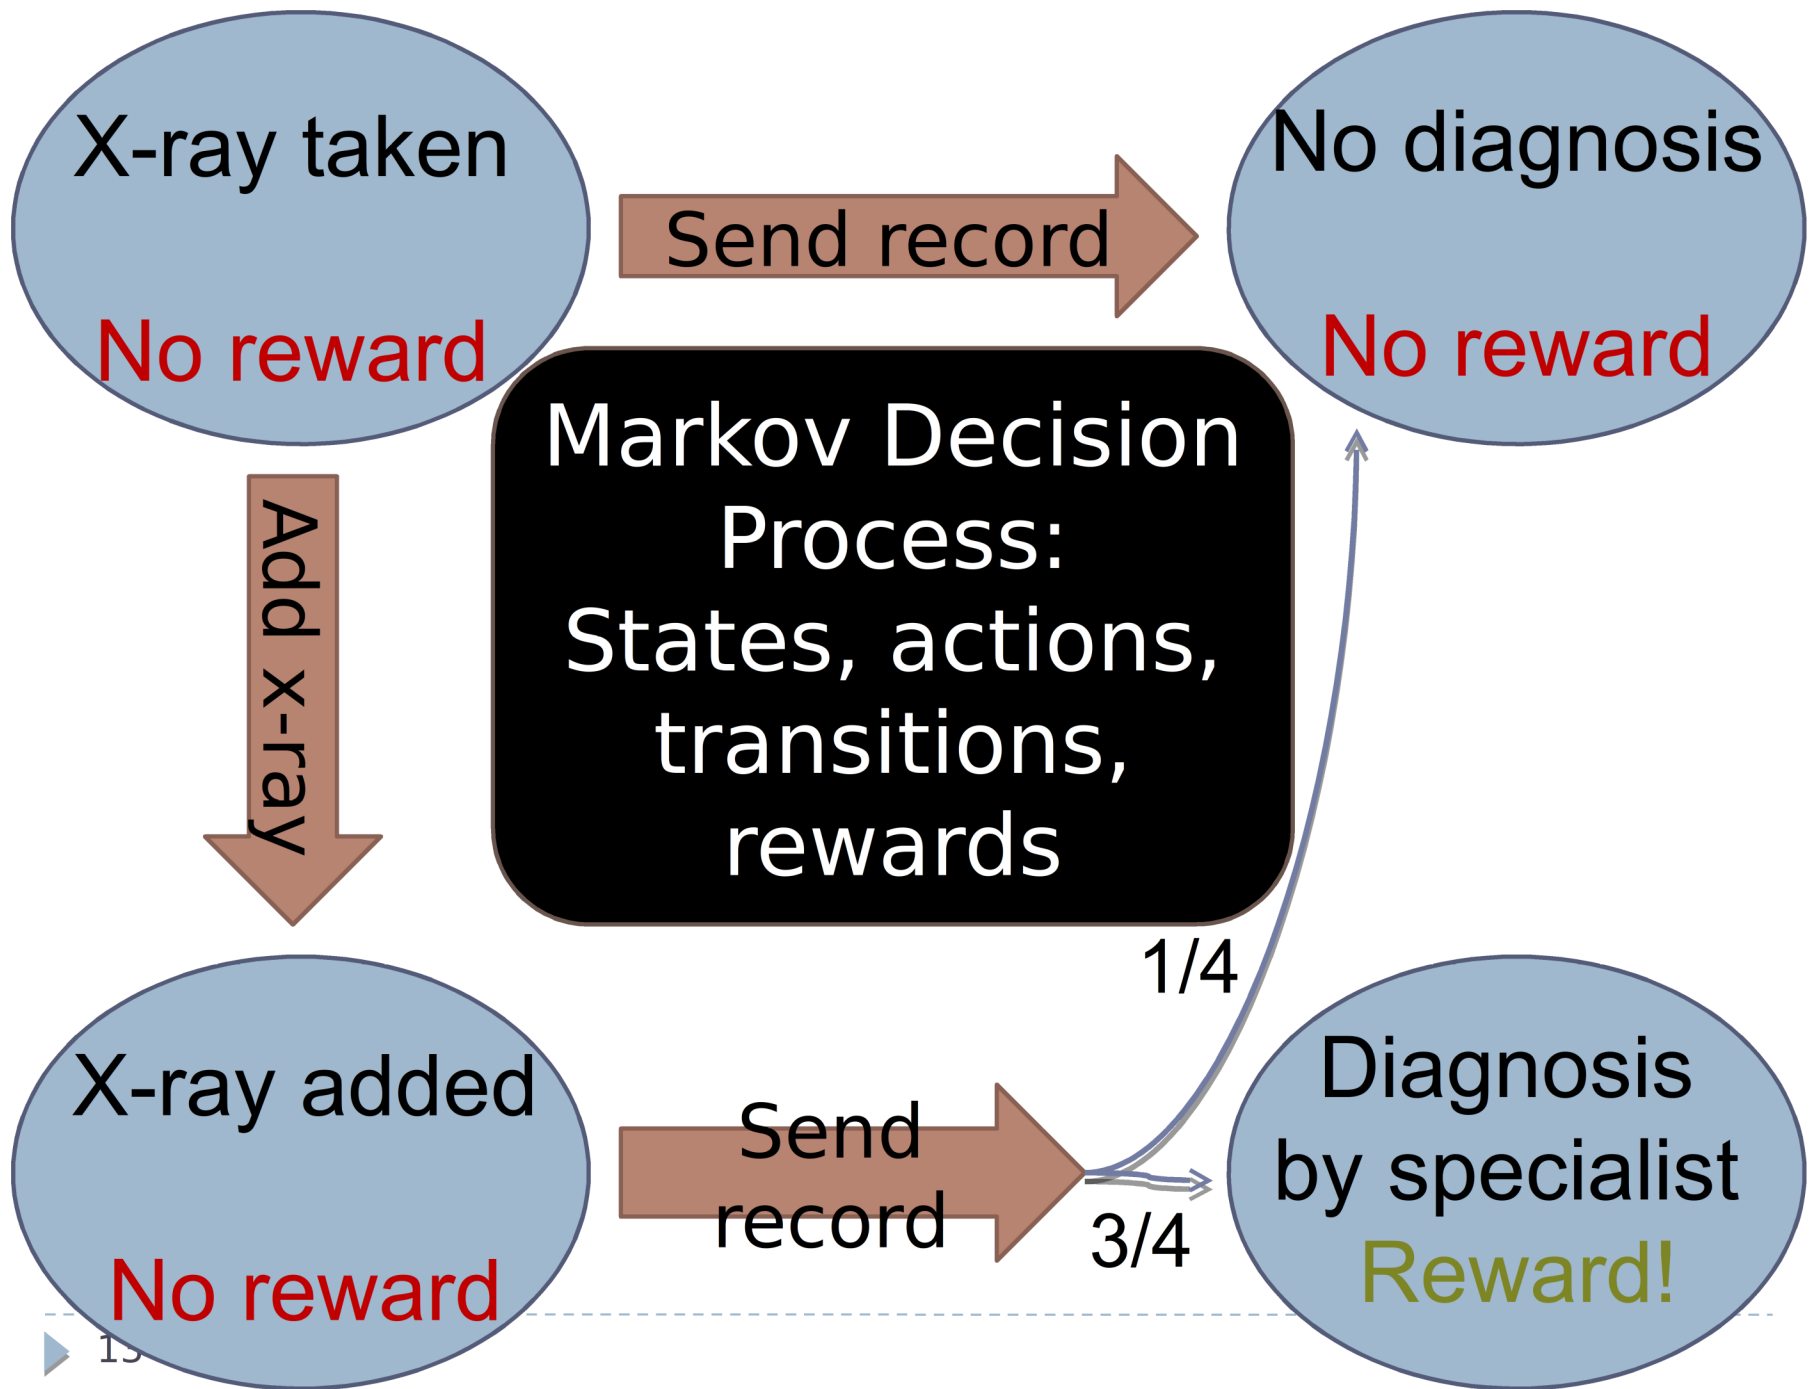 X-ray taken
No reward
Send record
No diagnosis
No reward
Add x-ray
Markov Decision
Process:
States, actions,
transitions,
rewards
1/4
X-ray added
No reward
Send
record
3/4
Diagnosis
by specialist
Reward!